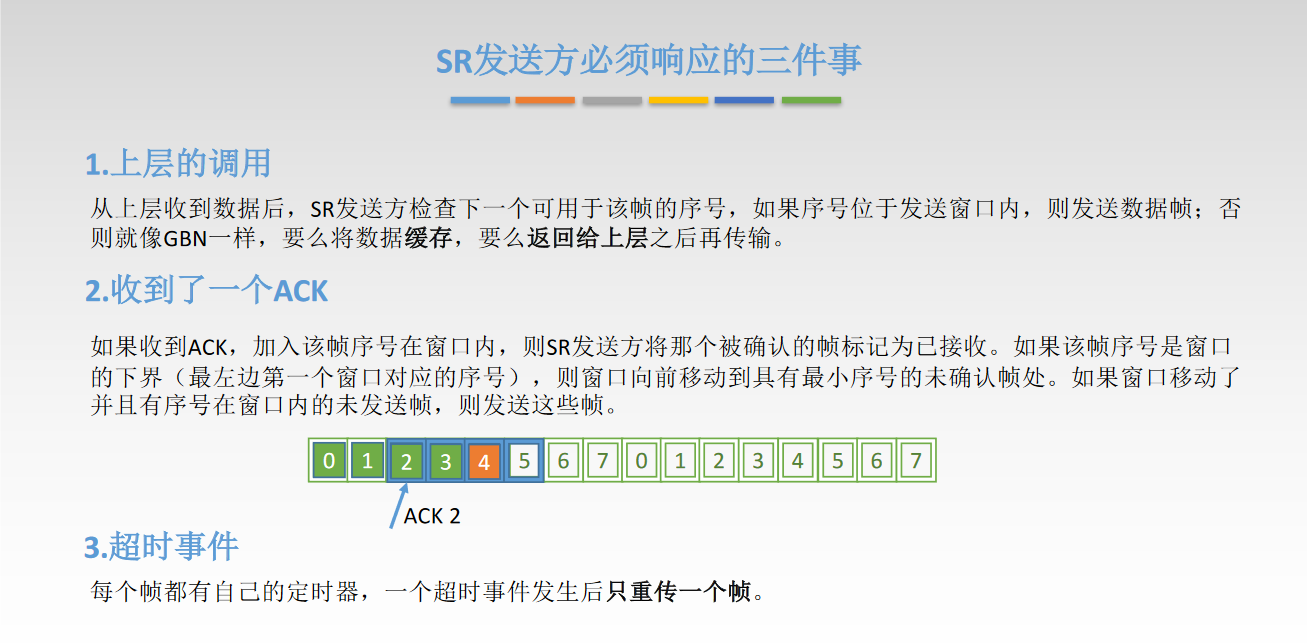 SR发送方必须响应的三件事
1.上层的调用
从上层收到数据后，SR发送方检查下一个可用于该帧的序号，如果序号位于发送窗口内，则发送数据帧；否
则就像GBN一样，要么将数据缓存，要么返回给上层之后再传输。
2.收到了一个ACK
如果收到ACK，加入该帧序号在窗口内，则SR发送方将那个被确认的帧标记为已接收。如果该帧序号是窗口
的下界（最左边第一个窗口对应的序号），则窗口向前移动到具有最小序号的未确认帧处。如果窗口移动了
并且有序号在窗口内的未发送帧，则发送这些帧。
0 1 2 3 4 5 6 7 0 1 2 3 4 5 6 7
ACK 2
3.超时事件
每个帧都有自己的定时器，一个超时事件发生后只重传一个帧。